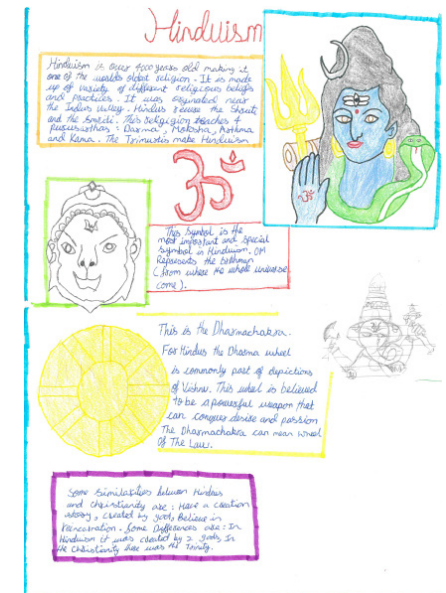 Hinduism
Hinduism is over 4000 years old making it
one of the worlds oldest religion. It is made
up of variety of different religious beliefs
and practices. It was originated near
the Indus Valley. Hindus revere the Shruti
and the Smriti. This religigion teaches 4
purusarthas: Darma, Moksha, Arthma
and Kama. The Trimurtis make Hinduism
ॐ
This symbol is the
most important and special
symbol in Hinduism. OM
Represents the brahman
(from where the whole universe
come).
This is the Dharmachakra.
For Hindus the Dharma wheel
is commonly part of depictions
of Vishnu. This wheel is believed
to be a powerful weapon that
can conquer desire and passion
The Dharmachakra can mean Wheel
Of The Law.
Some similarities between Hindus
and christianity are: Have a creation
story, created by gods, Believe in
reincarnation. Some Differences are: In
Hinduism it was created by 2 gods, In
the Christianity there was the Trinity.